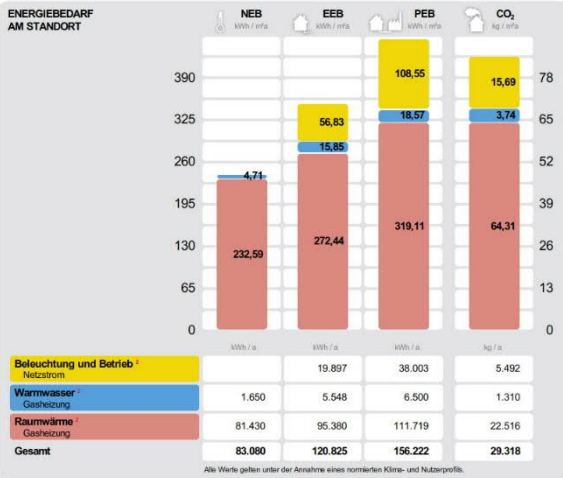 ENERGIEBEDARF
AM STANDORT
NEB
kWh / m²a
EEB
kWh / m²a
PEB
kWh / m²a
CO₂
kg / m²a
390
325
260
195
130
65
0
78
65
52
39
26
13
0
4,71
232,59
56,83
15,85
272,44
108,55
18,57
319,11
15,69
3,74
64,31
kWh / a
kWh / a
kWh / a
kg / a
Beleuchtung und Betrieb ²
Netzstrom
19.897 38.003 5.492
Warmwasser ²
Gasheizung
1.650 5.548 6.500 1.310
Raumwärme ²
Gasheizung
81.430 95.380 111.719 22.516
Gesamt 83.080 120.825 156.222 29.318
Alle Werte gelten unter der Annahme eines normierten Klima- und Nutzerprofils.